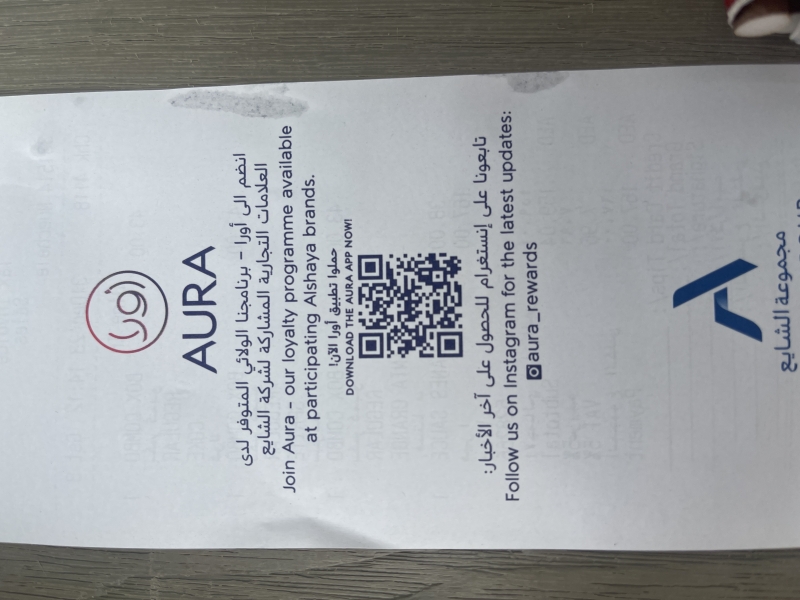 أورا
AURA
انضم الى أورا - برنامجنا الولائي المتوفر لدى
العلامات التجارية المشاركة لشركة الشايع
Join Aura - our loyalty programme available
at participating Alshaya brands.
حملوا تطبيق أورا الآن!
DOWNLOAD THE AURA APP NOW!
تابعونا على إنستغرام للحصول على آخر الأخبار:
Follow us on Instagram for the latest updates:
aura_rewards
مجموعة الشايع